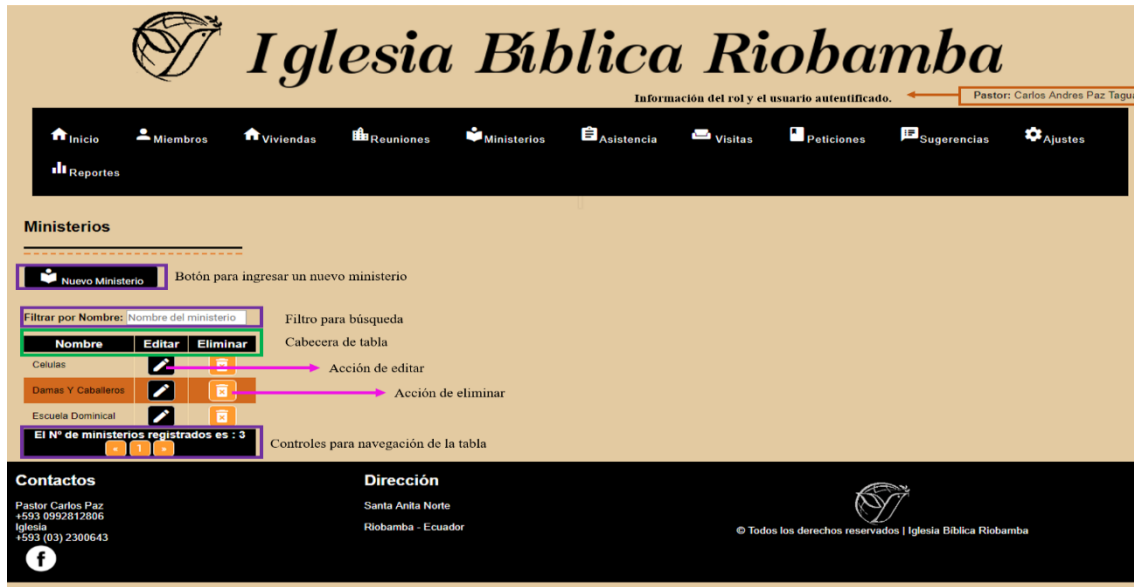 Iglesia Bíblica Riobamba
Información del rol y el usuario autentificado.
Pastor: Carlos Andres Paz Tagua
Inicio Miembros Viviendas Reuniones Ministerios Asistencia Visitas Peticiones Sugerencias Ajustes
Reportes
Ministerios
Nuevo Ministerio Botón para ingresar un nuevo ministerio
Filtrar por Nombre: Nombre del ministerio Filtro para búsqueda
Nombre Editar Eliminar Cabecera de tabla
Celulas Acción de editar
Damas Y Caballeros Acción de eliminar
Escuela Dominical
El Nº de ministerios registrados es : 3
« 1 » Controles para navegación de la tabla
Contactos
Pastor Carlos Paz
+593 0992812806
Iglesia
+593 (03) 2300643
Dirección
Santa Anita Norte
Riobamba - Ecuador
© Todos los derechos reservados | Iglesia Bíblica Riobamba